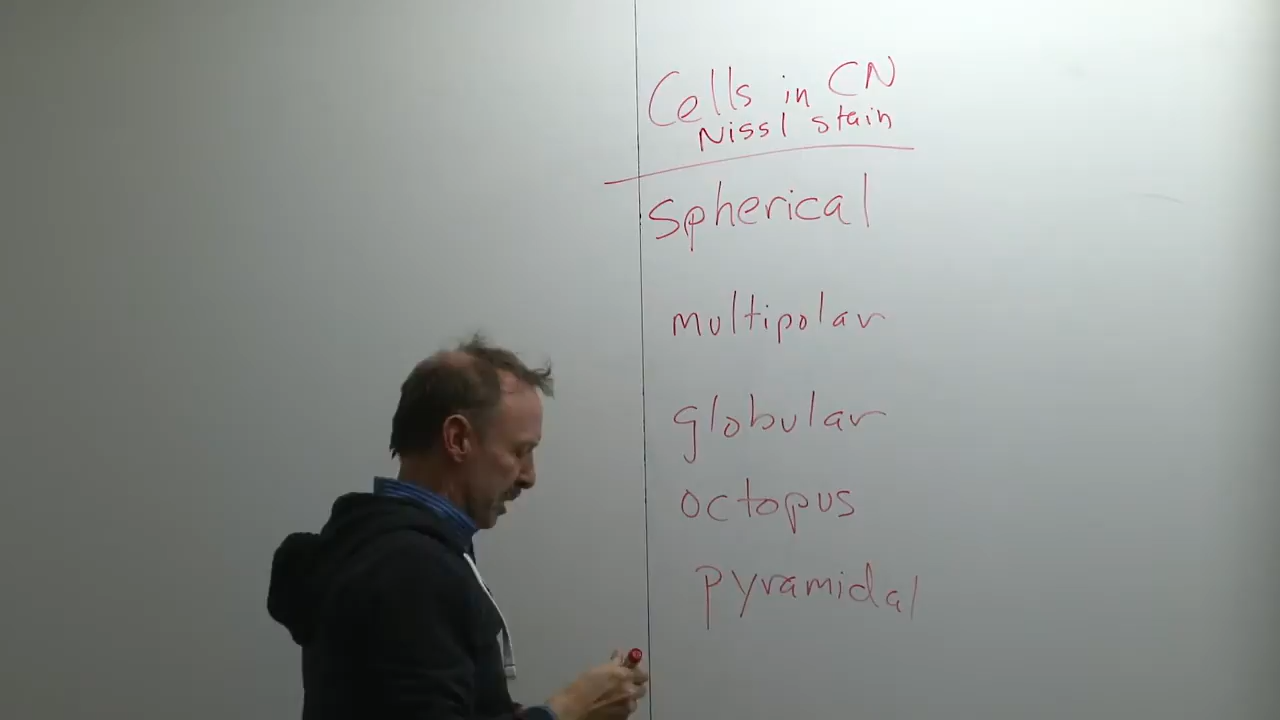 Cells in CN
Nissl stain
Spherical
multipolar
globular
octopus
pyramidal